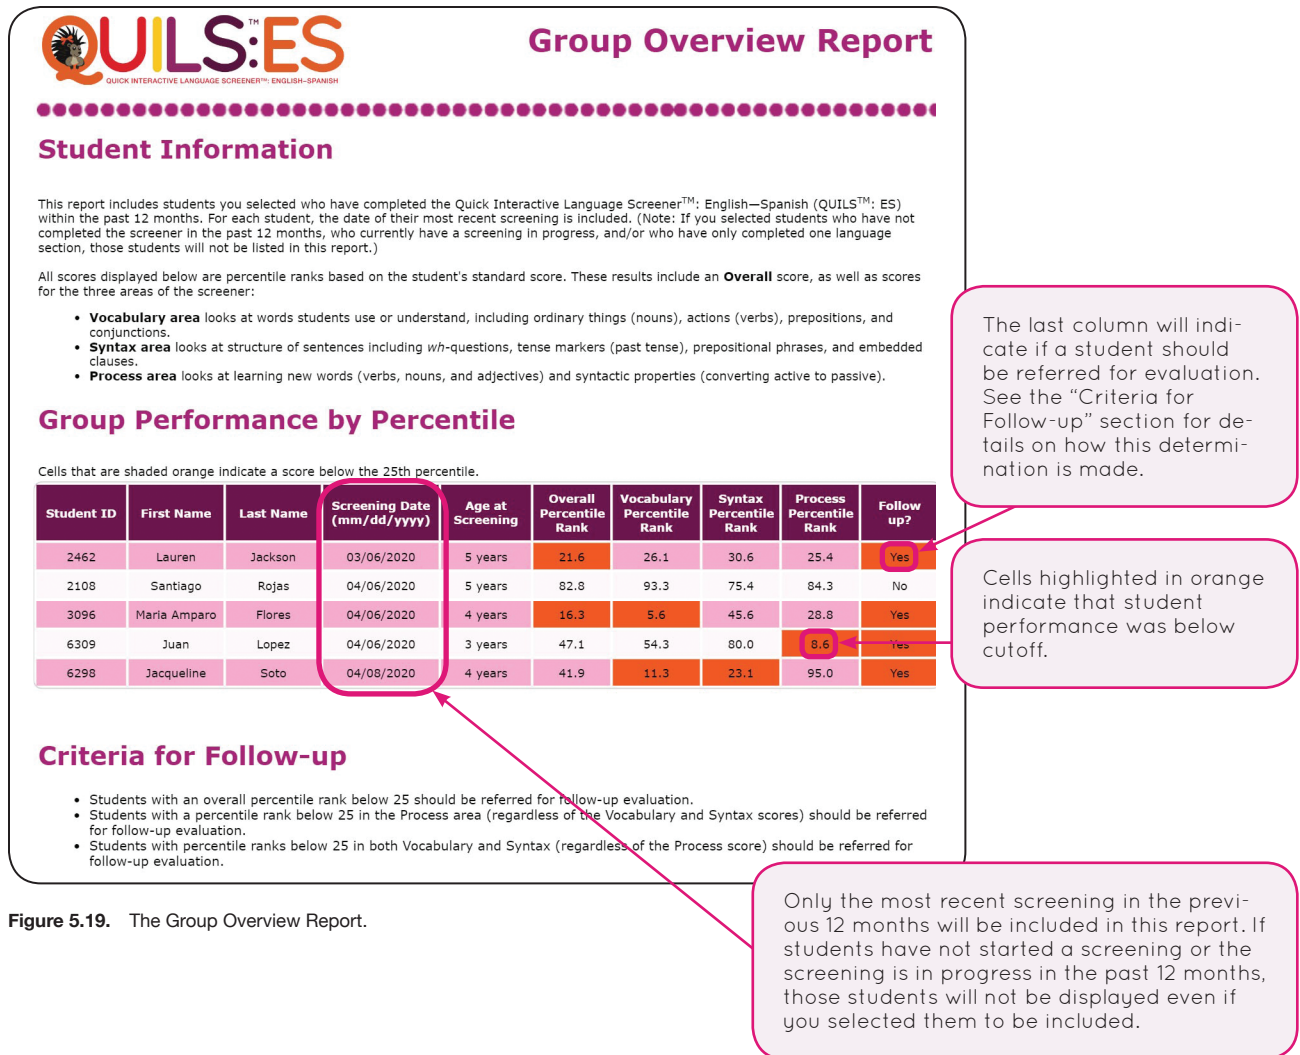 QUILS:ES™
QUICK INTERACTIVE LANGUAGE SCREENER™: ENGLISH–SPANISH
Group Overview Report
Student Information
This report includes students you selected who have completed the Quick Interactive Language Screener™: English—Spanish (QUILS™: ES)
within the past 12 months. For each student, the date of their most recent screening is included. (Note: If you selected students who have not
completed the screener in the past 12 months, who currently have a screening in progress, and/or who have only completed one language
section, those students will not be listed in this report.)
All scores displayed below are percentile ranks based on the student's standard score. These results include an Overall score, as well as scores
for the three areas of the screener:
• Vocabulary area looks at words students use or understand, including ordinary things (nouns), actions (verbs), prepositions, and
conjunctions.
• Syntax area looks at structure of sentences including wh-questions, tense markers (past tense), prepositional phrases, and embedded
clauses.
• Process area looks at learning new words (verbs, nouns, and adjectives) and syntactic properties (converting active to passive).
Group Performance by Percentile
Cells that are shaded orange indicate a score below the 25th percentile.
Student ID First Name Last Name Screening Date (mm/dd/yyyy) Age at Screening Overall Percentile Rank Vocabulary Percentile Rank Syntax Percentile Rank Process Percentile Rank Follow up?
2462 Lauren Jackson 03/06/2020 5 years 21.6 26.1 30.6 25.4 Yes
2108 Santiago Rojas 04/06/2020 5 years 82.8 93.3 75.4 84.3 No
3096 Maria Amparo Flores 04/06/2020 4 years 16.3 5.6 45.6 28.8 Yes
6309 Juan Lopez 04/06/2020 3 years 47.1 54.3 80.0 8.6 Yes
6298 Jacqueline Soto 04/08/2020 4 years 41.9 11.3 23.1 95.0 Yes
Criteria for Follow-up
• Students with an overall percentile rank below 25 should be referred for follow-up evaluation.
• Students with a percentile rank below 25 in the Process area (regardless of the Vocabulary and Syntax scores) should be referred
for follow-up evaluation.
• Students with percentile ranks below 25 in both Vocabulary and Syntax (regardless of the Process score) should be referred for
follow-up evaluation.
The last column will indi-
cate if a student should
be referred for evaluation.
See the “Criteria for
Follow-up” section for de-
tails on how this determi-
nation is made.
Cells highlighted in orange
indicate that student
performance was below
cutoff.
Only the most recent screening in the previ-
ous 12 months will be included in this report. If
students have not started a screening or the
screening is in progress in the past 12 months,
those students will not be displayed even if
you selected them to be included.
Figure 5.19. The Group Overview Report.